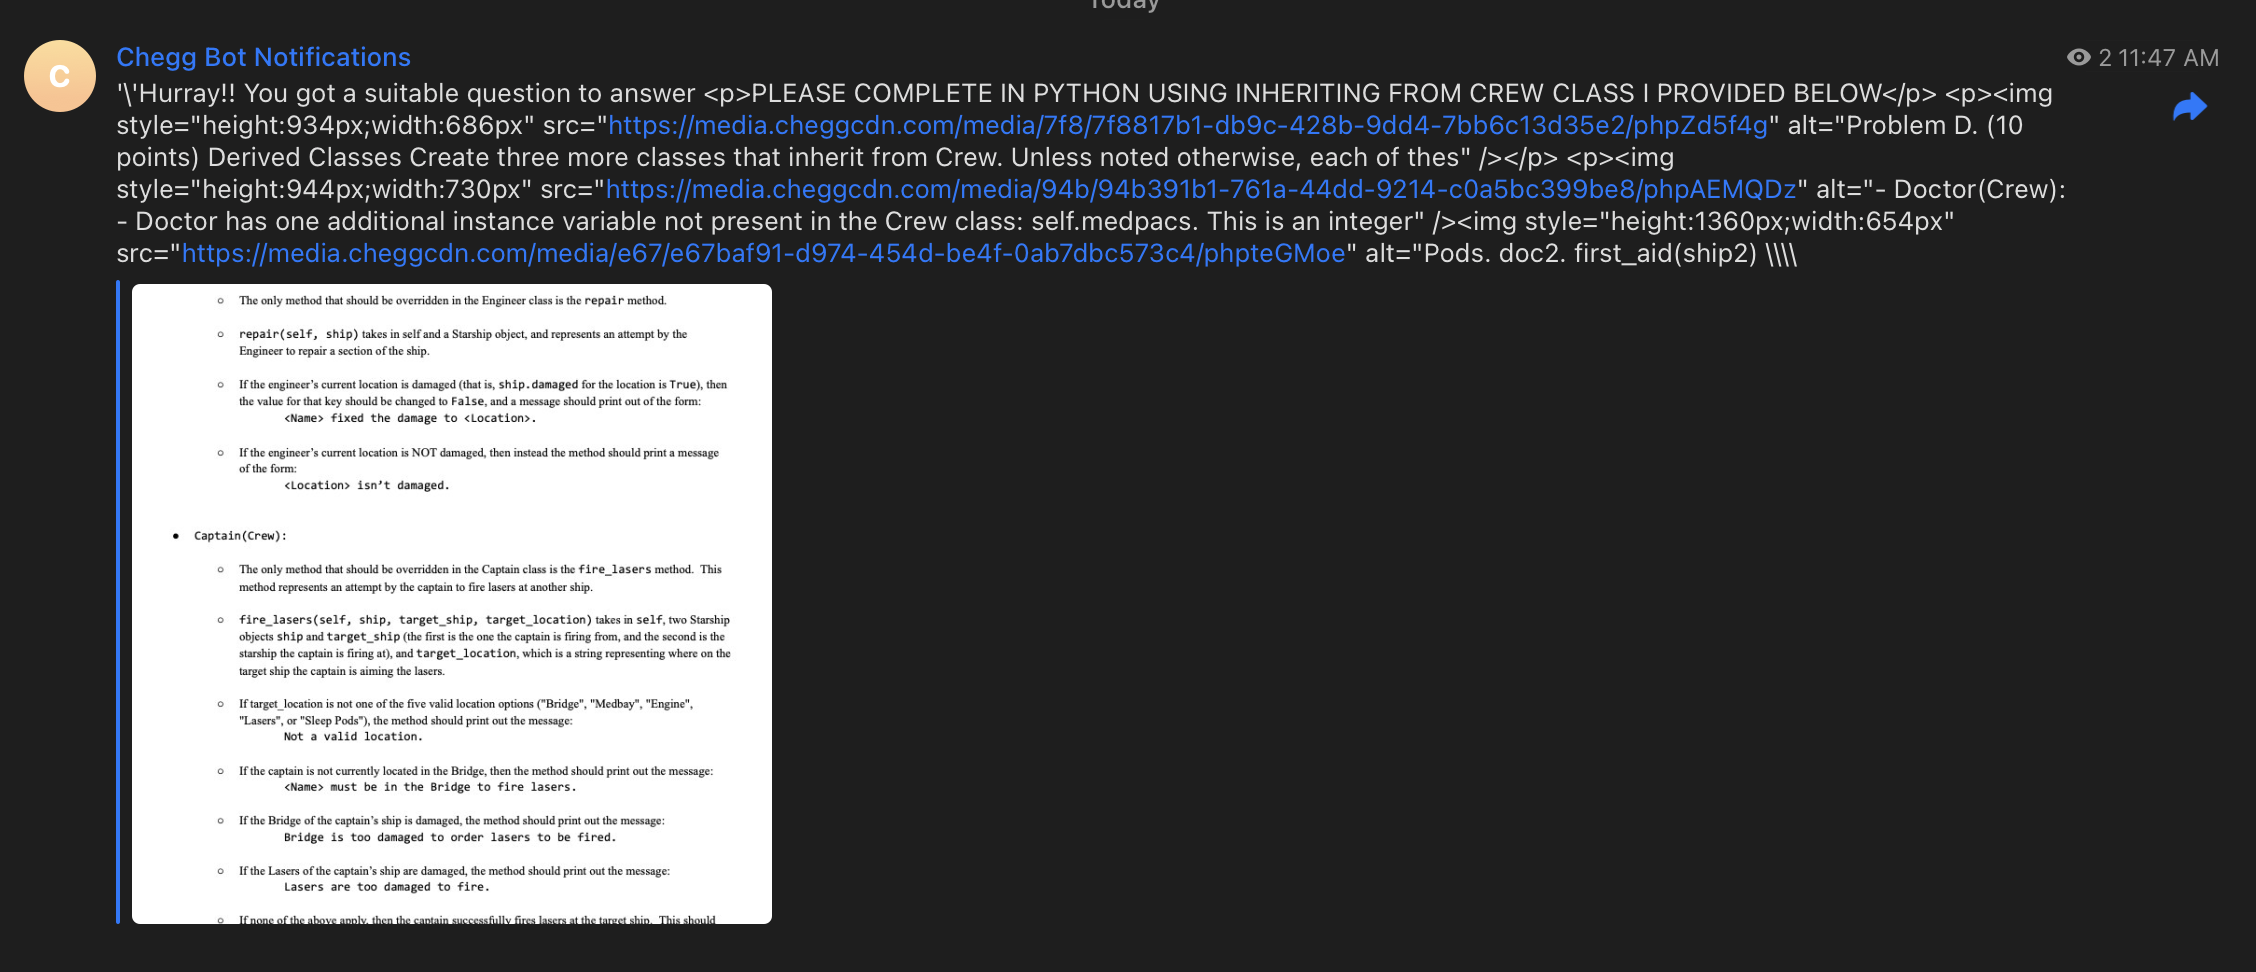 Today
C
Chegg Bot Notifications
2 11:47 AM
'\'Hurray!! You got a suitable question to answer <p>PLEASE COMPLETE IN PYTHON USING INHERITING FROM CREW CLASS I PROVIDED BELOW</p> <p><img
style="height:934px;width:686px" src="https://media.cheggcdn.com/media/7f8/7f8817b1-db9c-428b-9dd4-7bb6c13d35e2/phpZd5f4g" alt="Problem D. (10
points) Derived Classes Create three more classes that inherit from Crew. Unless noted otherwise, each of thes" /></p> <p><img
style="height:944px;width:730px" src="https://media.cheggcdn.com/media/94b/94b391b1-761a-44dd-9214-c0a5bc399be8/phpAEMQDz" alt="- Doctor(Crew):
- Doctor has one additional instance variable not present in the Crew class: self.medpacs. This is an integer" /><img style="height:1360px;width:654px"
src="https://media.cheggcdn.com/media/e67/e67baf91-d974-454d-be4f-0ab7dbc573c4/phpteGMoe" alt="Pods. doc2. first_aid(ship2) \\\\
○ The only method that should be overridden in the Engineer class is the repair method.
○ repair(self, ship) takes in self and a Starship object, and represents an attempt by the
Engineer to repair a section of the ship.
○ If the engineer's current location is damaged (that is, ship.damaged for the location is True), then
the value for that key should be changed to False, and a message should print out of the form:
<Name> fixed the damage to <Location>.
○ If the engineer's current location is NOT damaged, then instead the method should print a message
of the form:
<Location> isn't damaged.
● Captain(Crew):
○ The only method that should be overridden in the Captain class is the fire_lasers method. This
method represents an attempt by the captain to fire lasers at another ship.
○ fire_lasers(self, ship, target_ship, target_location) takes in self, two Starship
objects ship and target_ship (the first is the one the captain is firing from, and the second is the
starship the captain is firing at), and target_location, which is a string representing where on the
target ship the captain is aiming the lasers.
○ If target_location is not one of the five valid location options ("Bridge", "Medbay", "Engine",
"Lasers", or "Sleep Pods"), the method should print out the message:
Not a valid location.
○ If the captain is not currently located in the Bridge, then the method should print out the message:
<Name> must be in the Bridge to fire lasers.
○ If the Bridge of the captain's ship is damaged, the method should print out the message:
Bridge is too damaged to order lasers to be fired.
○ If the Lasers of the captain's ship are damaged, the method should print out the message:
Lasers are too damaged to fire.
○ If none of the above apply, then the captain successfully fires lasers at the target ship. This should